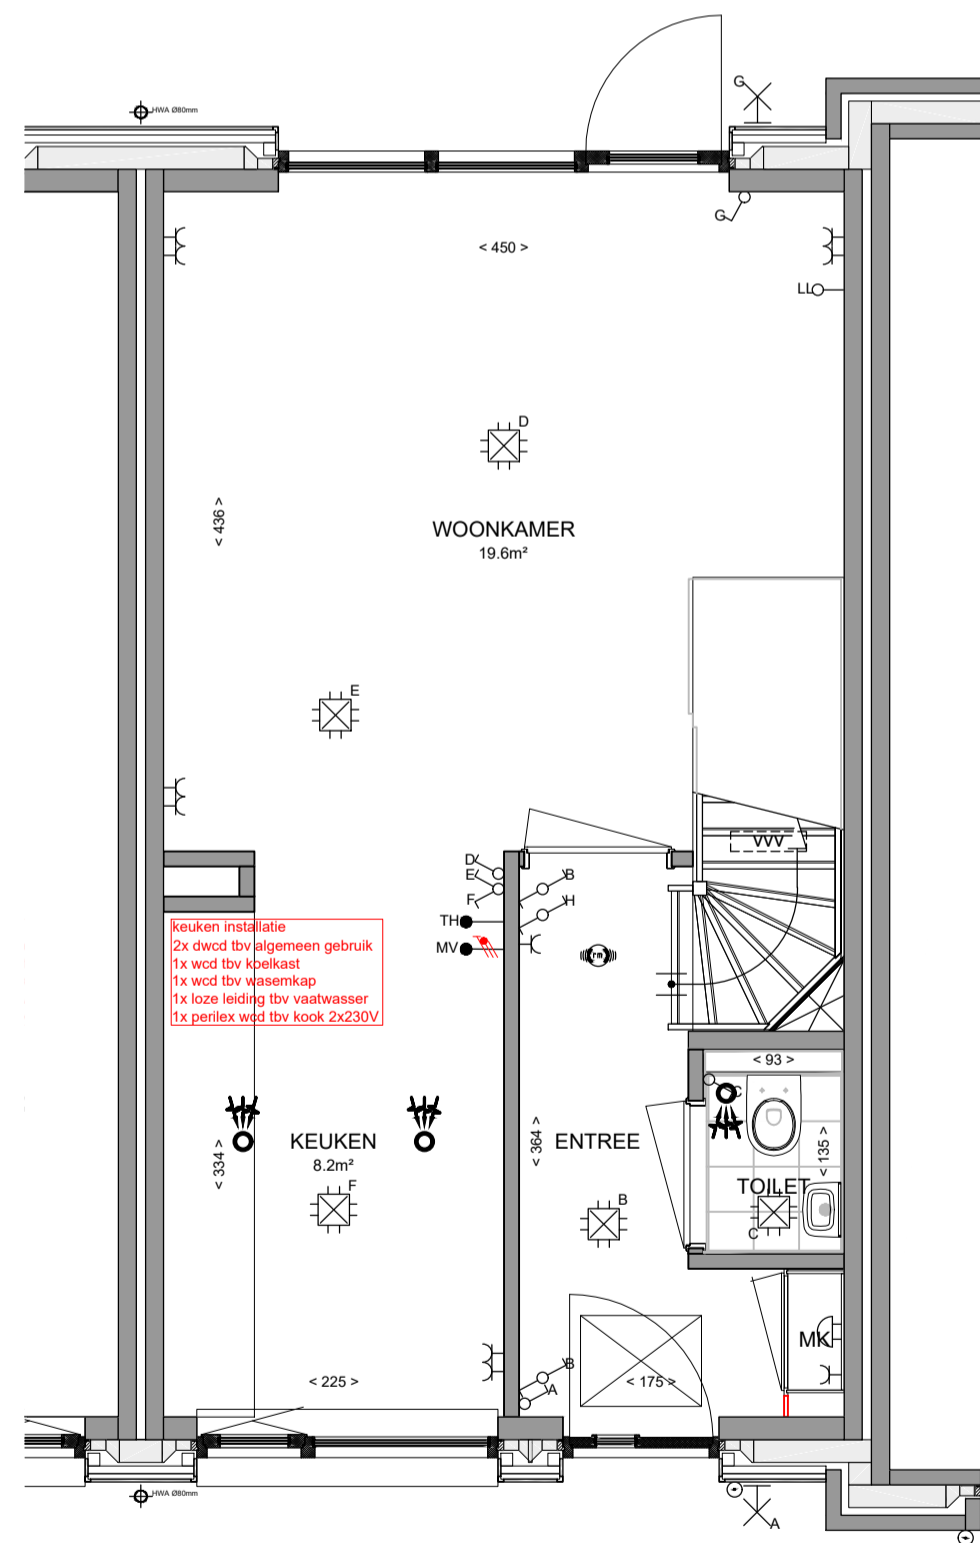 G
HWA Ø80mm
G
< 450 >
LL
D
< 436 >
WOONKAMER
19.6m²
E
VVV
D
E
F
B
H
TH
MV
rm
keuken installatie
2x dwcd tbv algemeen gebruik
1x wcd tbv koelkast
1x wcd tbv wasemkap
1x loze leiding tbv vaatwasser
1x perilex wcd tbv kook 2x230V
< 93 >
C
< 334 >
KEUKEN
8.2m²
< 364 >
ENTREE
< 135 >
TOILET
F
B
C
MK
< 225 >
B
A
< 175 >
HWA Ø80mm
A